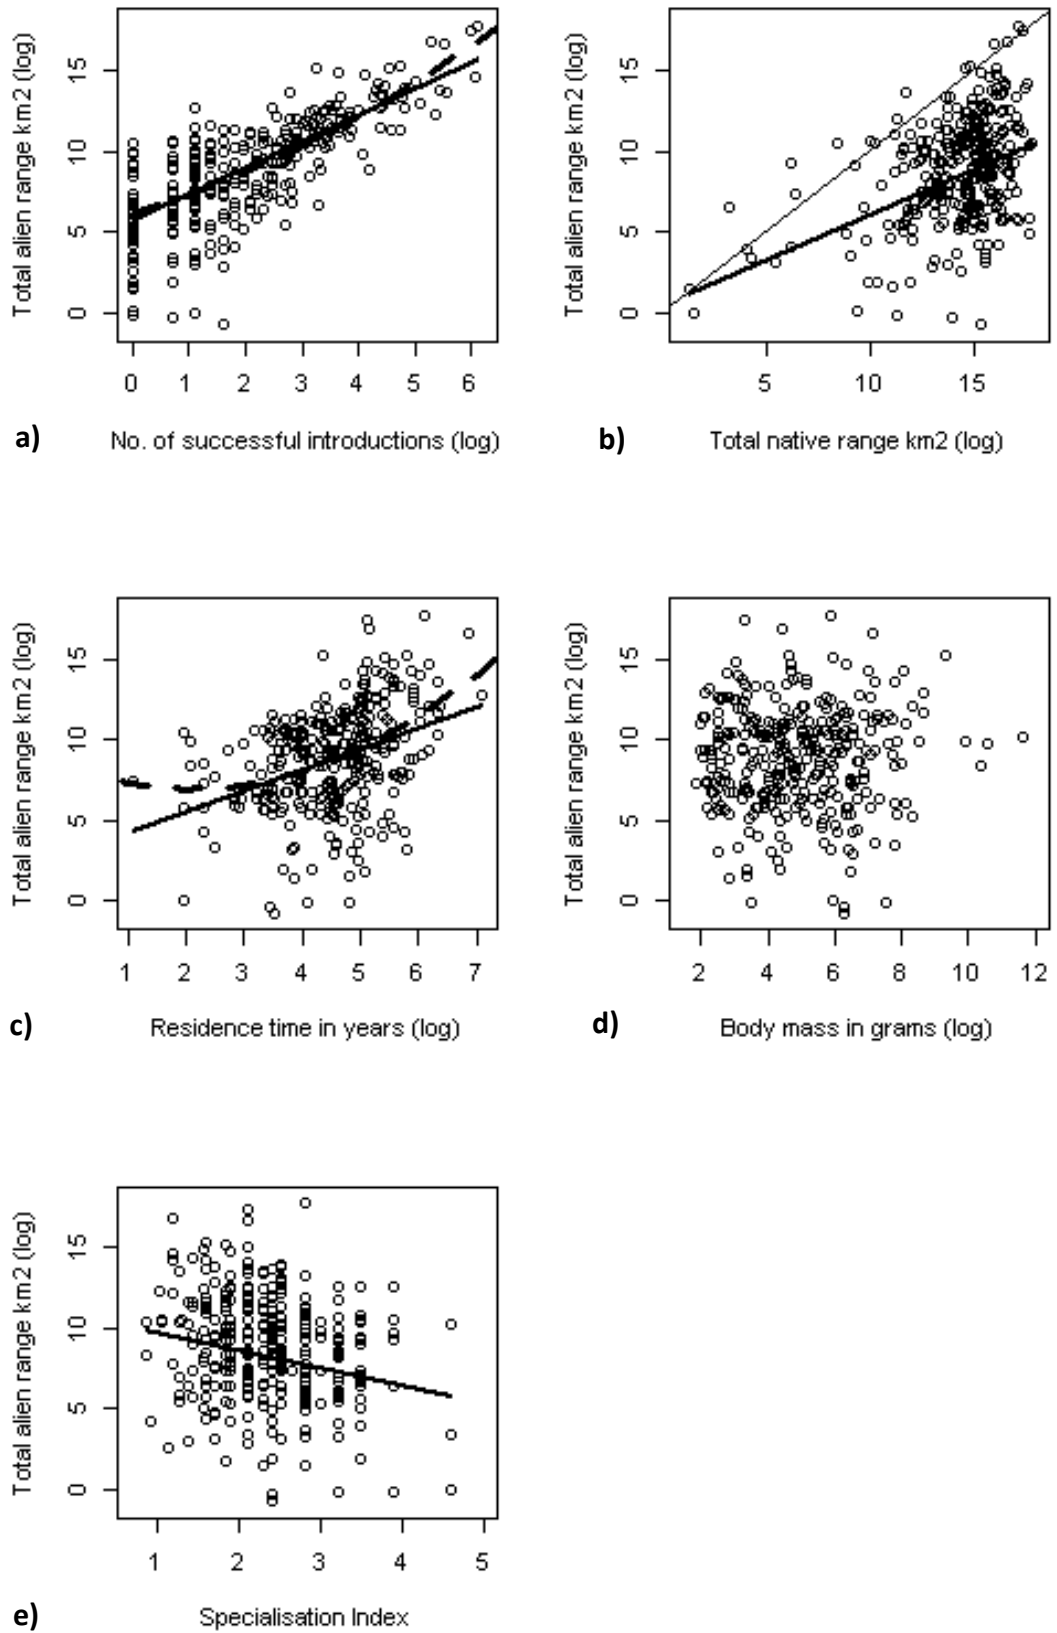 Total alien range km2 (log)
15
10
5
0
0 1 2 3 4 5 6
a) No. of successful introductions (log)
Total alien range km2 (log)
15
10
5
0
5 10 15
b) Total native range km2 (log)
Total alien range km2 (log)
15
10
5
0
1 2 3 4 5 6 7
c) Residence time in years (log)
Total alien range km2 (log)
15
10
5
0
2 4 6 8 10 12
d) Body mass in grams (log)
Total alien range km2 (log)
15
10
5
0
1 2 3 4 5
e) Specialisation Index